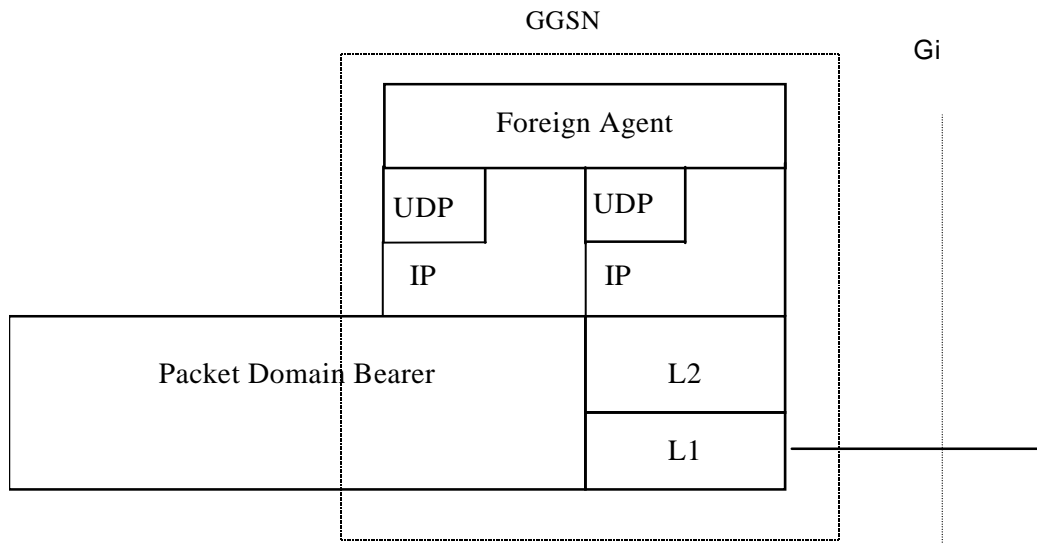 GGSN
Gi
Foreign Agent
UDP
UDP
IP
IP
Packet Domain Bearer
L2
L1